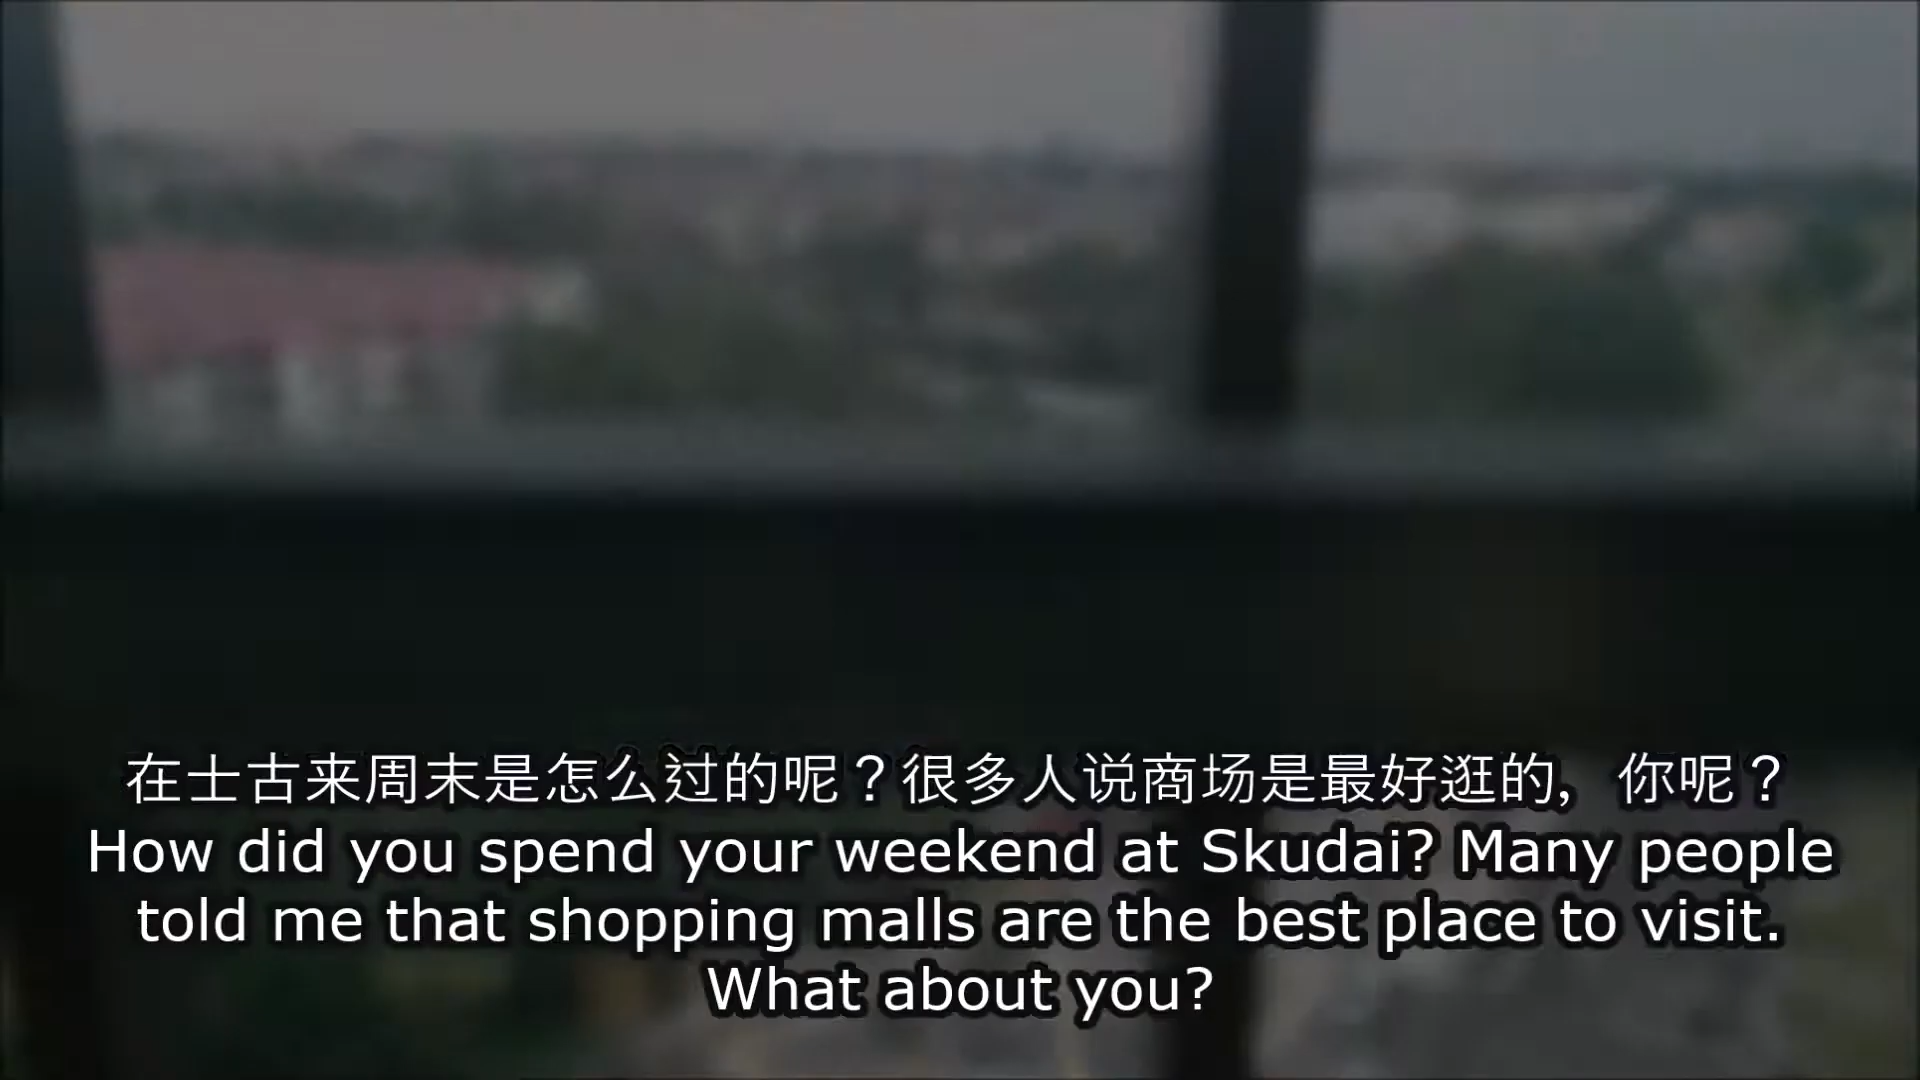 在士古来周末是怎么过的呢？很多人说商场是最好逛的，你呢？
How did you spend your weekend at Skudai? Many people
told me that shopping malls are the best place to visit.
What about you?